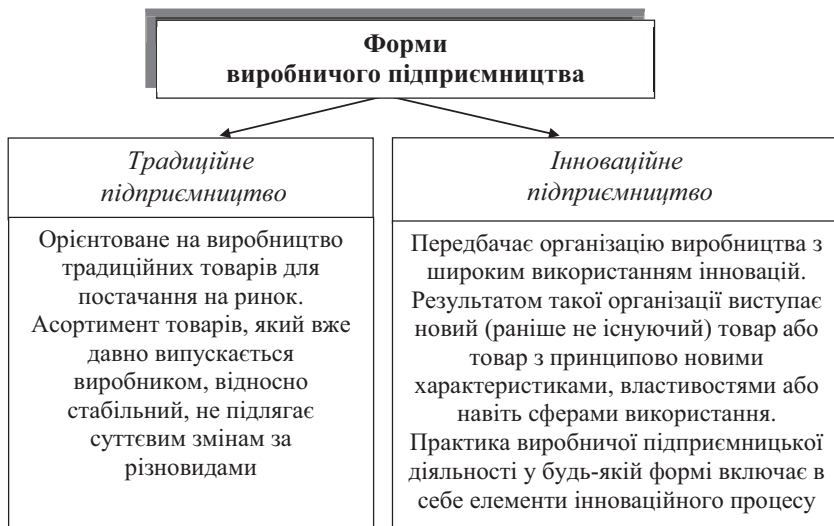 Форми
виробничого підприємництва
Традиційне
підприємництво
Орієнтоване на виробництво
традиційних товарів для
постачання на ринок.
Асортимент товарів, який вже
давно випускається
виробником, відносно
стабільний, не підлягає
суттєвим змінам за
різновидами
Інноваційне
підприємництво
Передбачає організацію виробництва з
широким використанням інновацій.
Результатом такої організації виступає
новий (раніше не існуючий) товар або
товар з принципово новими
характеристиками, властивостями або
навіть сферами використання.
Практика виробничої підприємницької
діяльності у будь-якій формі включає в
себе елементи інноваційного процесу